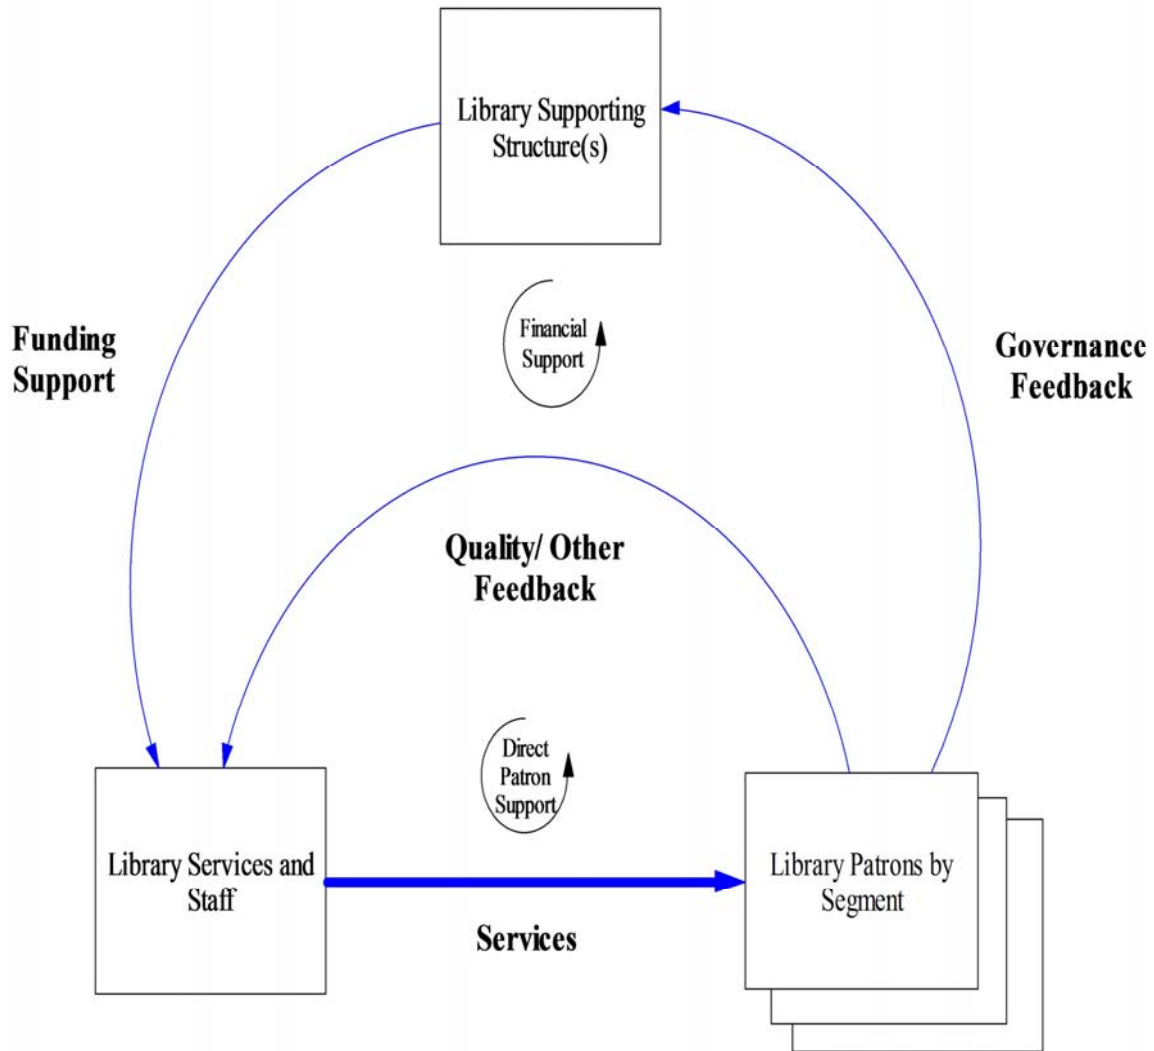 Library Supporting
Structure(s)
Financial
Support
Funding
Support
Governance
Feedback
Quality/ Other
Feedback
Direct
Patron
Support
Library Services and
Staff
Services
Library Patrons by
Segment